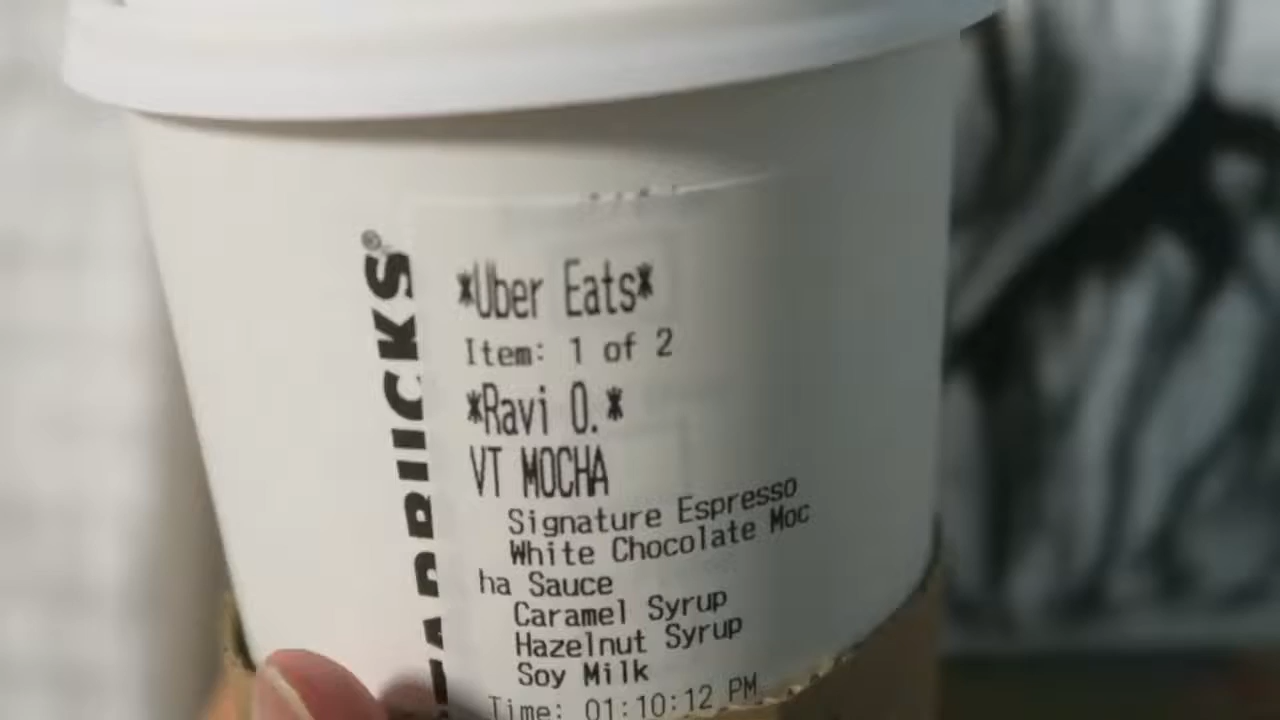 TARBUCKS®
*Uber Eats*
Item: 1 of 2
*Ravi O.*
VT MOCHA
Signature Espresso
White Chocolate Moc
ha Sauce
Caramel Syrup
Hazelnut Syrup
Soy Milk
Time: 01:10:12 PM